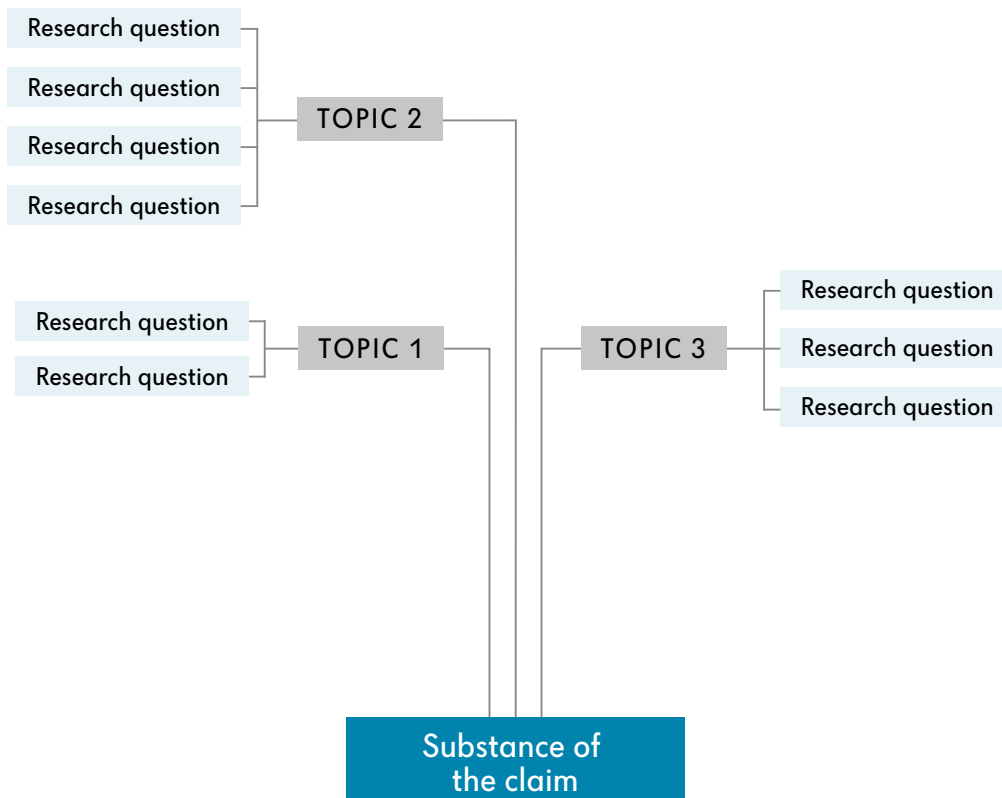 Research question
Research question
Research question
Research question
TOPIC 2
Research question
Research question
TOPIC 1
TOPIC 3
Research question
Research question
Research question
Substance of
the claim